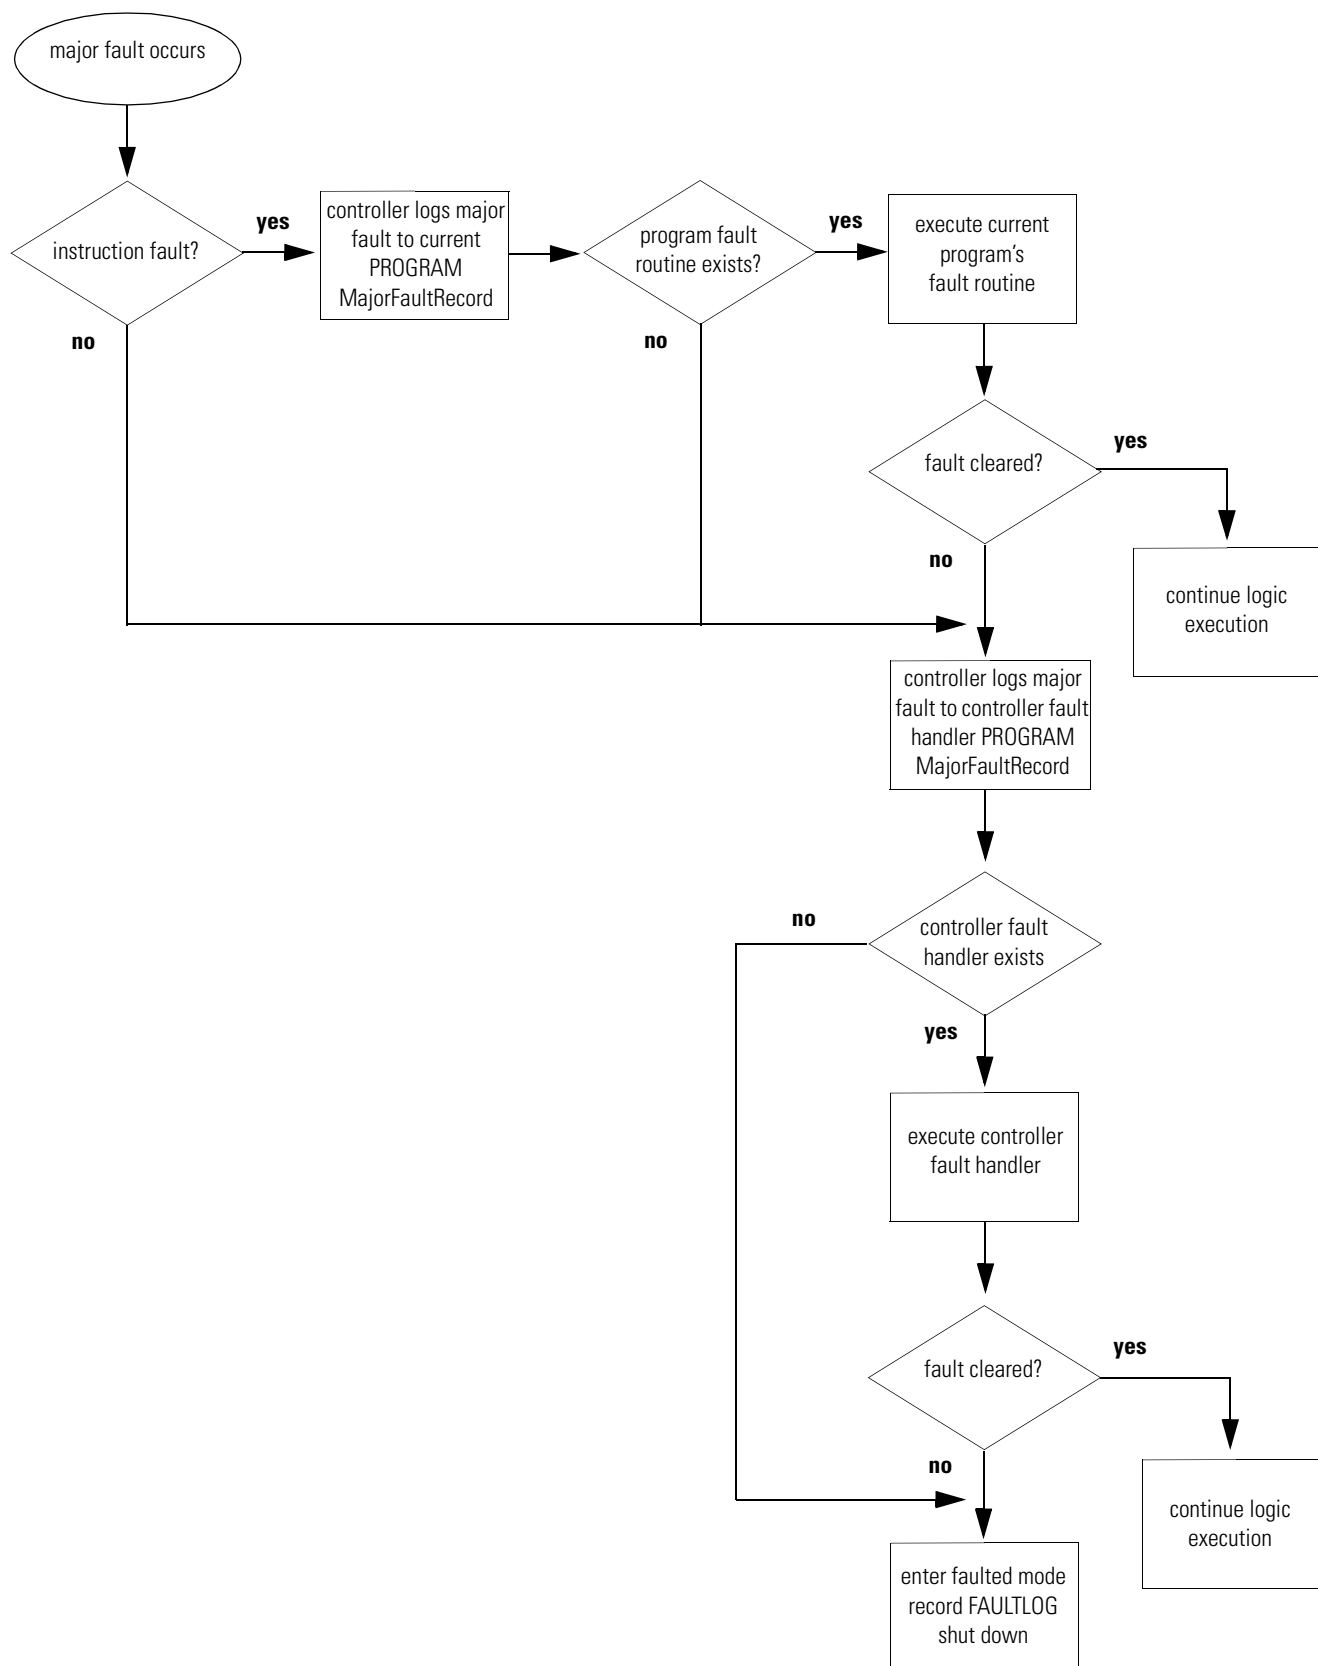 major fault occurs
instruction fault?
yes
no
controller logs major
fault to current
PROGRAM
MajorFaultRecord
program fault
routine exists?
yes
no
execute current
program's
fault routine
fault cleared?
yes
no
continue logic
execution
controller logs major
fault to controller fault
handler PROGRAM
MajorFaultRecord
controller fault
handler exists
no
yes
execute controller
fault handler
fault cleared?
yes
no
continue logic
execution
enter faulted mode
record FAULTLOG
shut down